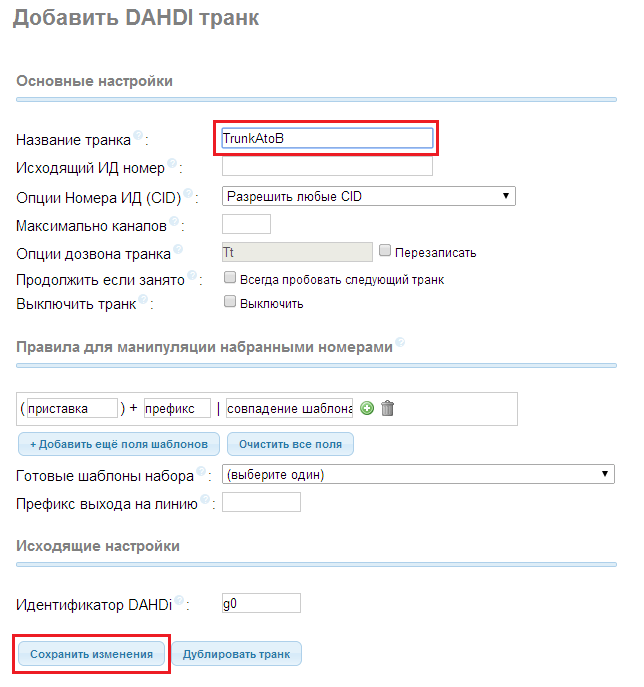 Добавить DAHDI транк
Основные настройки
Название транка ? :
TrunkAtoB
Исходящий ИД номер ? :
Опции Номера ИД (CID) ? : Разрешить любые CID
Максимально каналов ? :
Опции дозвона транка ? Tt Перезаписать
Продолжить если занято ? : Всегда пробовать следующий транк
Выключить транк ? : Выключить
Правила для манипуляции набранными номерами ?
( приставка ) + префикс | совпадение шаблона
+ Добавить ещё поля шаблонов Очистить все поля
Готовые шаблоны набора ? : (выберите один)
Префикс выхода на линию ? :
Исходящие настройки
Идентификатор DAHDi ? : g0
Сохранить изменения Дублировать транк